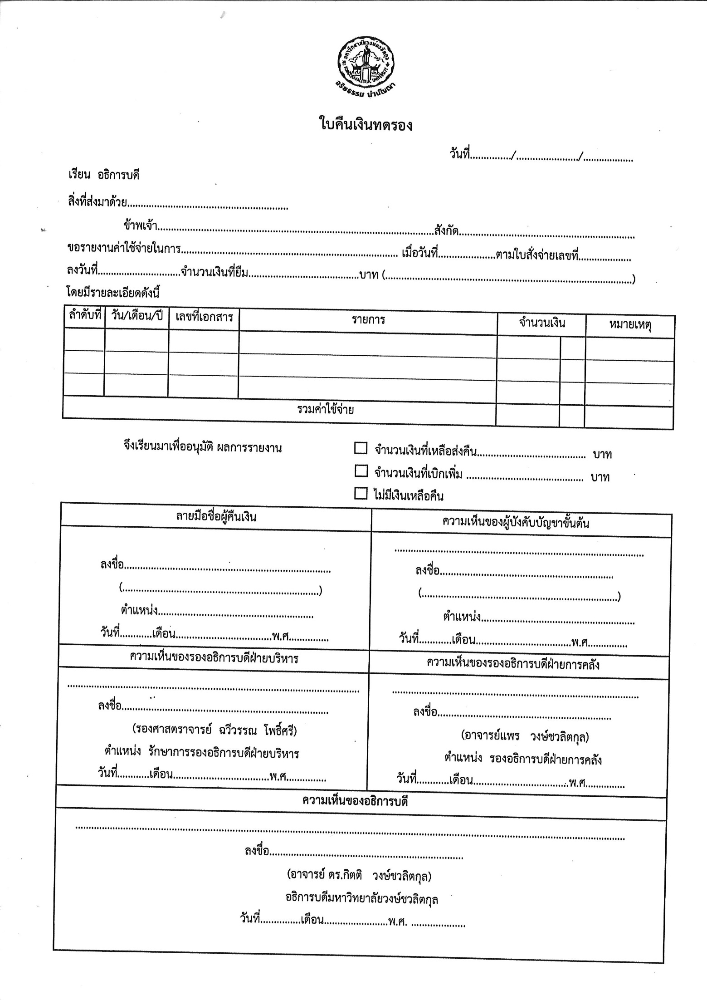 มหาวิทยาลัยวงษ์ชวลิตกุล
VONGCHAVALITKUL UNIVERSITY
อริยธรรม นำปัญญา
ใบคืนเงินทดรอง
วันที่.............../......................./...................
เรียน อธิการบดี
สิ่งที่ส่งมาด้วย............................................................
ข้าพเจ้า.......................................................................................................สังกัด.................................................................
ขอรายงานค่าใช้จ่ายในการ................................................................................ เมื่อวันที่.....................ตามใบสั่งจ่ายเลขที่...................
ลงวันที่...............................จำนวนเงินที่ยืม.........................................บาท (............................................................................................)
โดยมีรายละเอียดดังนี้
ลำดับที่ วัน/เดือน/ปี เลขที่เอกสาร รายการ จำนวนเงิน หมายเหตุ
รวมค่าใช้จ่าย
จึงเรียนมาเพื่ออนุมัติ ผลการรายงาน ☐ จำนวนเงินที่เหลือส่งคืน........................................ บาท
☐ จำนวนเงินที่เบิกเพิ่ม ........................................... บาท
☐ ไม่มีเงินเหลือคืน
ลายมือชื่อผู้คืนเงิน ความเห็นของผู้บังคับบัญชาขั้นต้น
.............................................................................................
ลงชื่อ............................................................................. ลงชื่อ.................................................................
(.........................................................................) (.........................................................................)
ตำแหน่ง.......................................................... ตำแหน่ง.........................................................
วันที่............เดือน....................................พ.ศ............... วันที่............เดือน....................................พ.ศ...............
ความเห็นของรองอธิการบดีฝ่ายบริหาร ความเห็นของรองอธิการบดีฝ่ายการคลัง
............................................................................................................. ............................................................................................
ลงชื่อ............................................................................. ลงชื่อ.................................................................
(รองศาสตราจารย์ ฉวีวรรณ โพธิ์ศรี) (อาจารย์แพร วงษ์ชวลิตกุล)
ตำแหน่ง รักษาการรองอธิการบดีฝ่ายบริหาร ตำแหน่ง รองอธิการบดีฝ่ายการคลัง
วันที่............เดือน....................................พ.ศ............... วันที่............เดือน....................................พ.ศ...............
ความเห็นของอธิการบดี
..............................................................................................................................................................................................................
ลงชื่อ........................................................................
(อาจารย์ ดร.กิตติ วงษ์ชวลิตกุล)
อธิการบดีมหาวิทยาลัยวงษ์ชวลิตกุล
วันที่...............เดือน........................พ.ศ. ....................